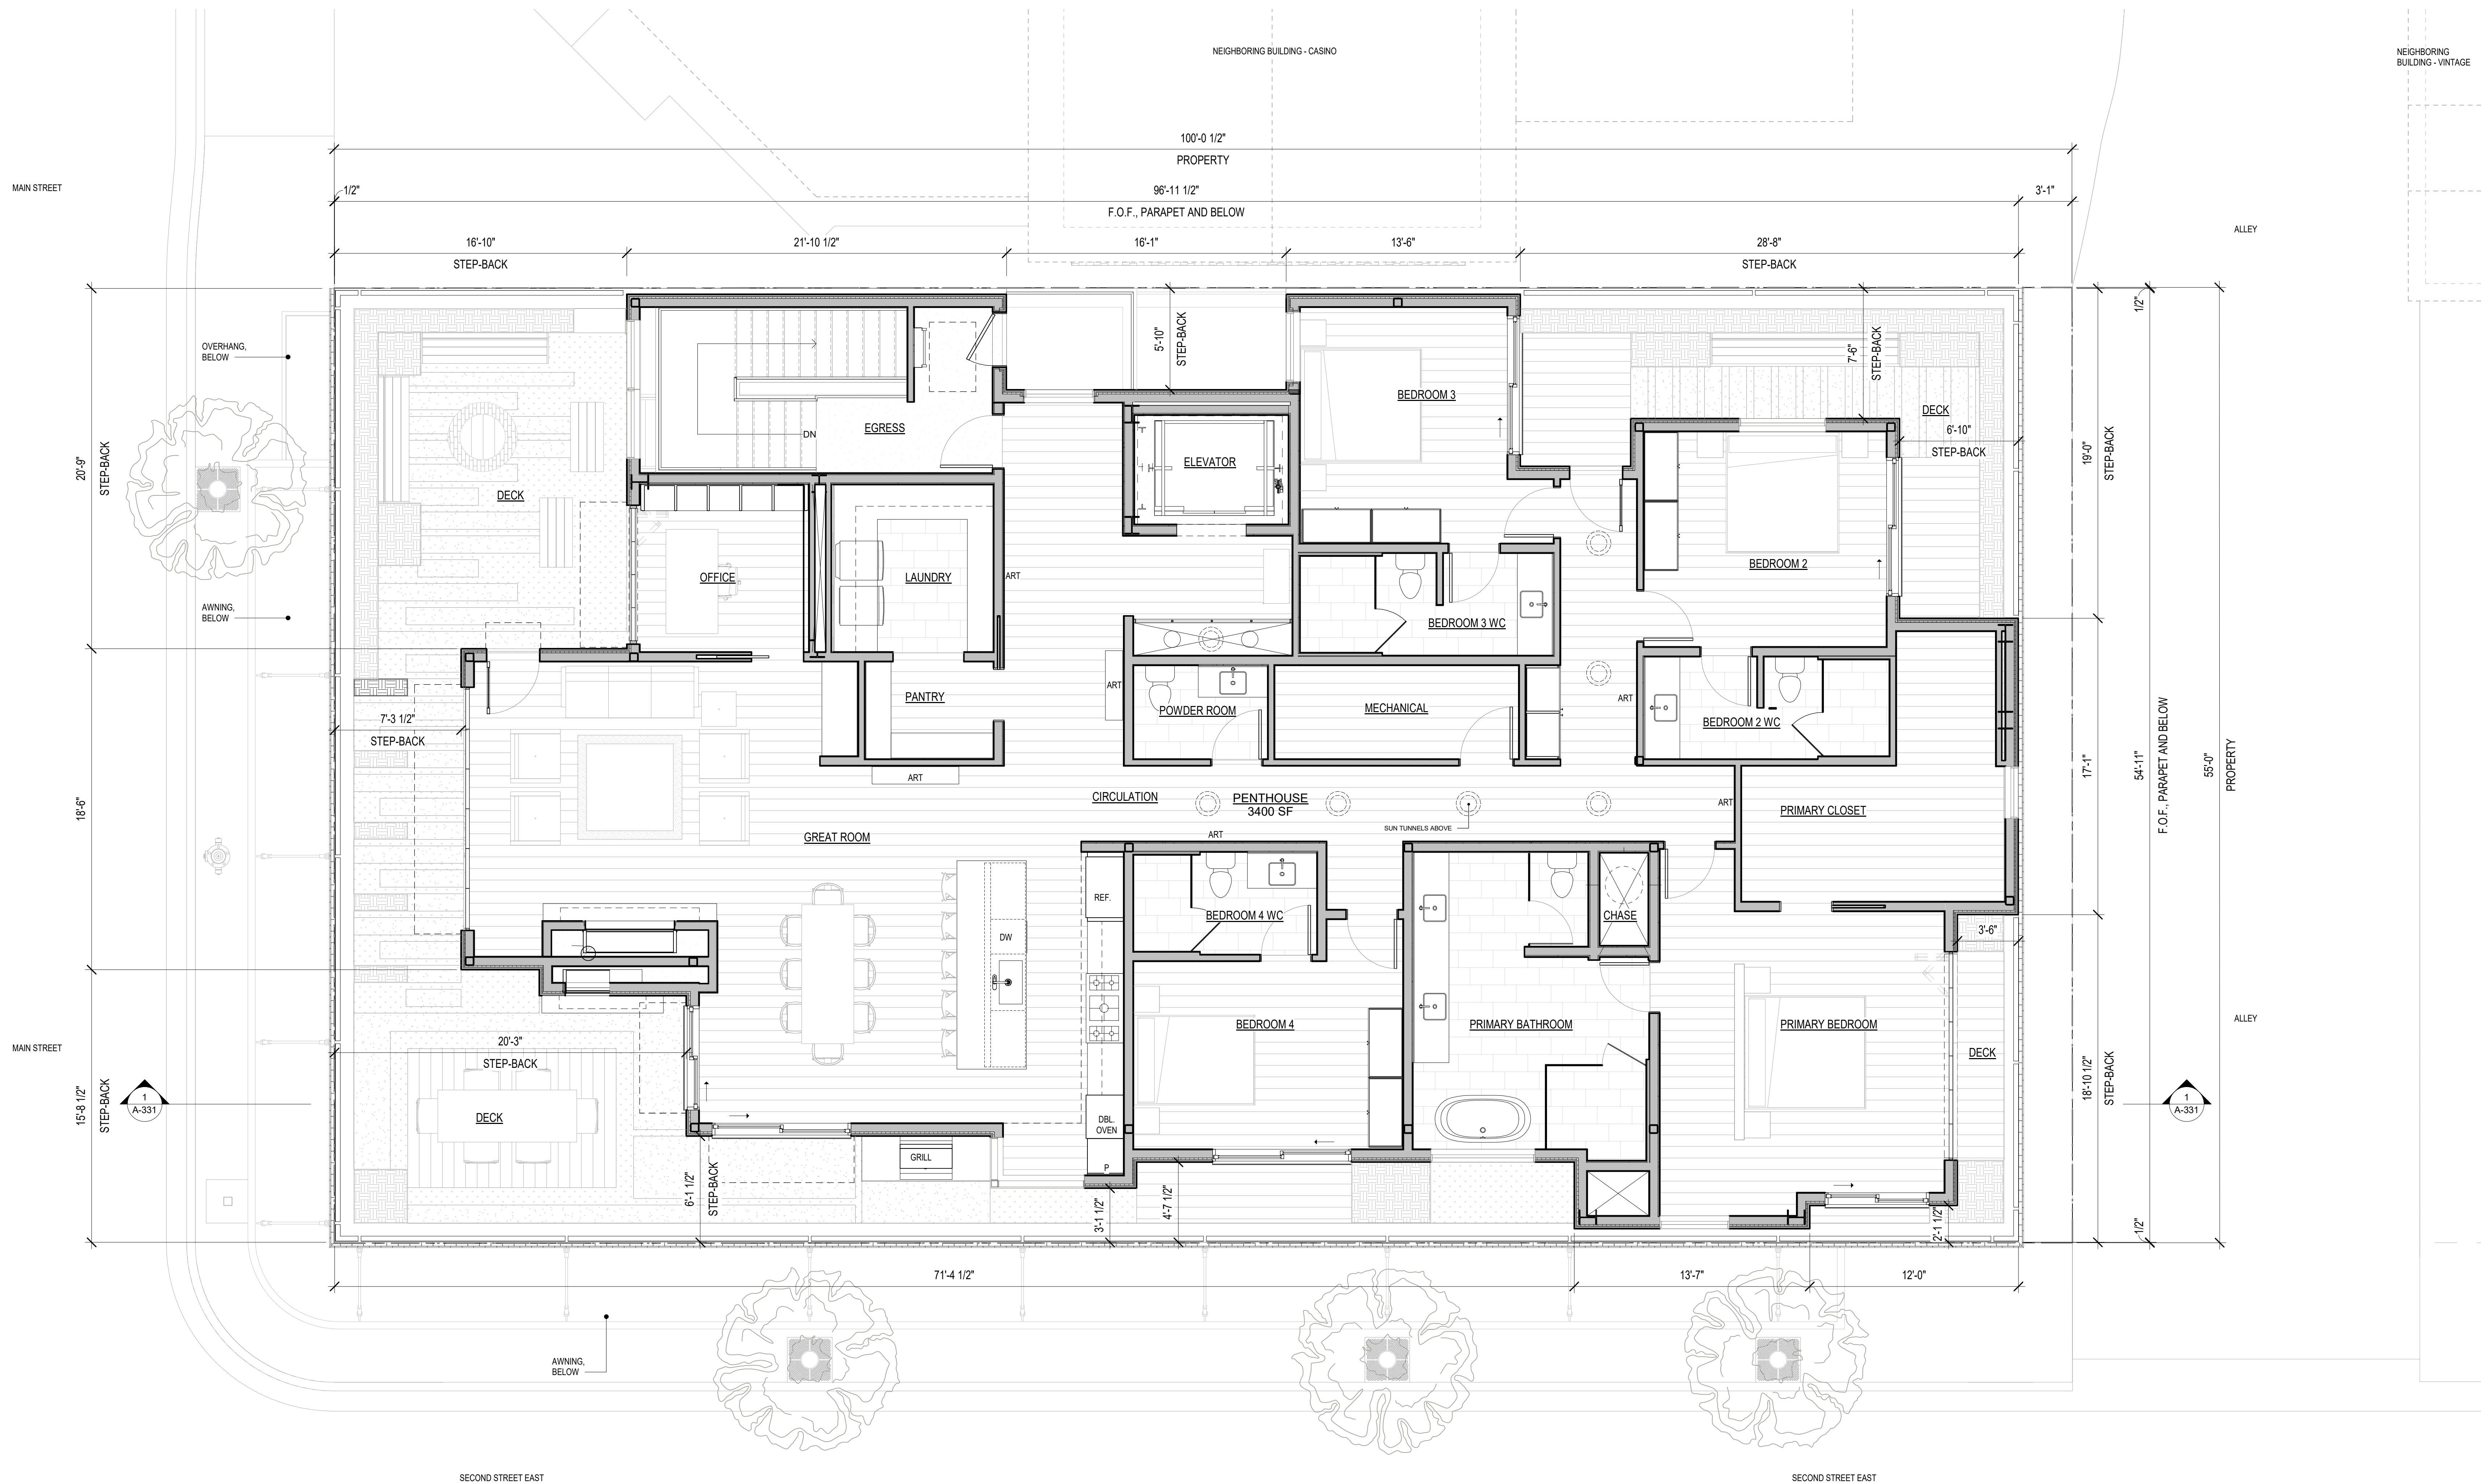 NEIGHBORING BUILDING - CASINO
NEIGHBORING
BUILDING - VINTAGE
100'-0 1/2"
PROPERTY
MAIN STREET
1/2"
96'-11 1/2"
3'-1"
F.O.F., PARAPET AND BELOW
ALLEY
16'-10"
21'-10 1/2"
16'-1"
13'-6"
28'-8"
STEP-BACK
STEP-BACK
1/2"
OVERHANG,
BELOW
5'-10"
STEP-BACK
7'-6"
STEP-BACK
BEDROOM 3
DECK
EGRESS
DN
6'-10"
STEP-BACK
20'-9"
STEP-BACK
19'-0"
STEP-BACK
ELEVATOR
DECK
BEDROOM 2
OFFICE
LAUNDRY
ART
AWNING,
BELOW
BEDROOM 3 WC
PANTRY
ART
POWDER ROOM
MECHANICAL
ART
BEDROOM 2 WC
7'-3 1/2"
STEP-BACK
17'-1"
54'-11"
F.O.F., PARAPET AND BELOW
55'-0"
PROPERTY
ART
18'-6"
CIRCULATION
PENTHOUSE
3400 SF
ART
PRIMARY CLOSET
SUN TUNNELS ABOVE
GREAT ROOM
ART
REF.
BEDROOM 4 WC
CHASE
DW
3'-6"
BEDROOM 4
PRIMARY BATHROOM
PRIMARY BEDROOM
ALLEY
20'-3"
STEP-BACK
MAIN STREET
DECK
15'-8 1/2"
STEP-BACK
1
A-331
18'-10 1/2"
STEP-BACK
1
A-331
DECK
DBL.
OVEN
GRILL
P
6'-1 1/2"
STEP-BACK
3'-1 1/2"
4'-7 1/2"
2'-1 1/2"
1/2"
71'-4 1/2"
13'-7"
12'-0"
AWNING,
BELOW
SECOND STREET EAST
SECOND STREET EAST